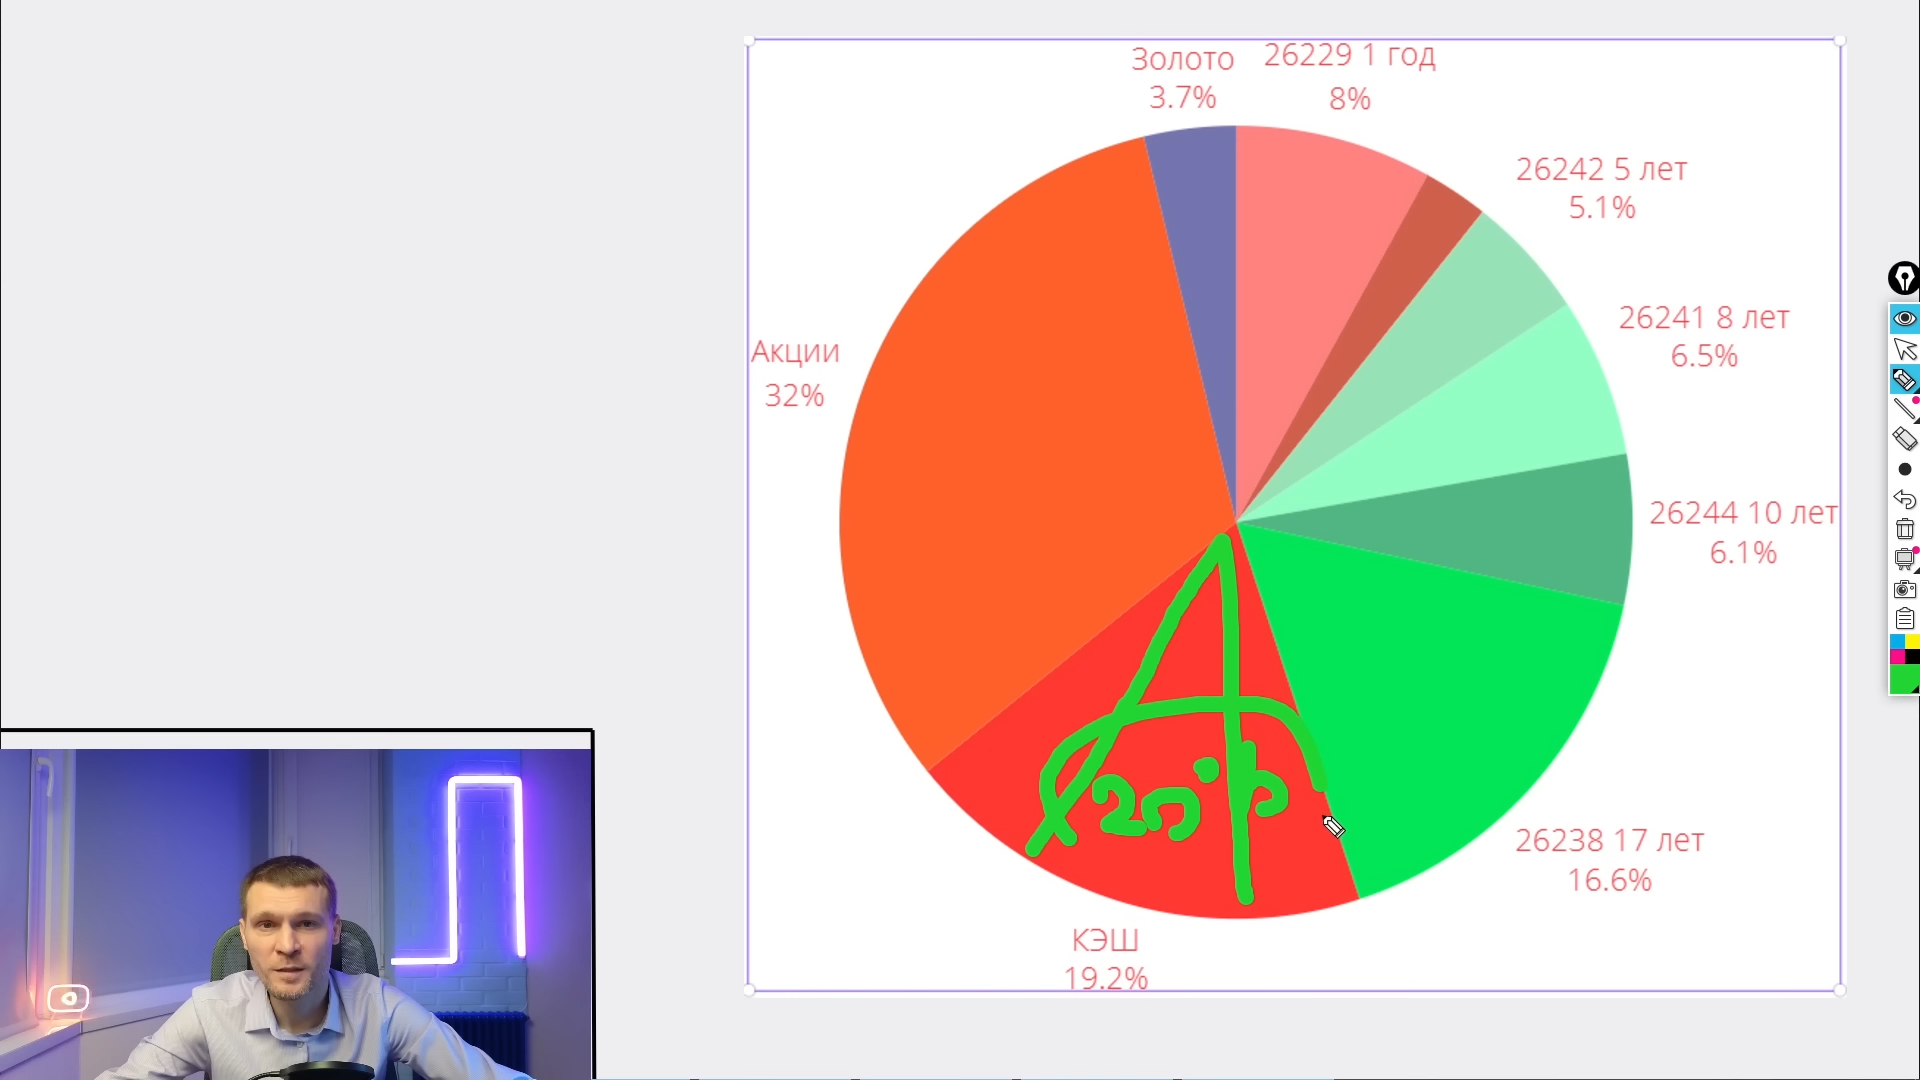 Золото
3.7%
26229 1 год
8%
26242 5 лет
5.1%
26241 8 лет
6.5%
Акции
32%
26244 10 лет
6.1%
20%
26238 17 лет
16.6%
КЭШ
19.2%